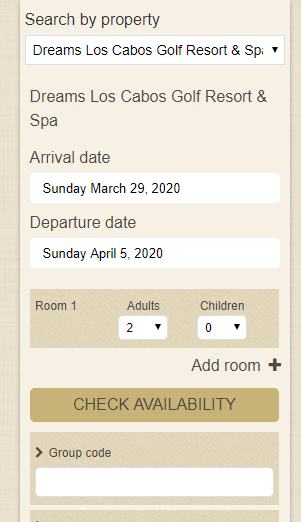 Search by property
Dreams Los Cabos Golf Resort & Spa
Dreams Los Cabos Golf Resort &
Spa
Arrival date
Sunday March 29, 2020
Departure date
Sunday April 5, 2020
Room 1 Adults Children
2 0
Add room
CHECK AVAILABILITY
Group code